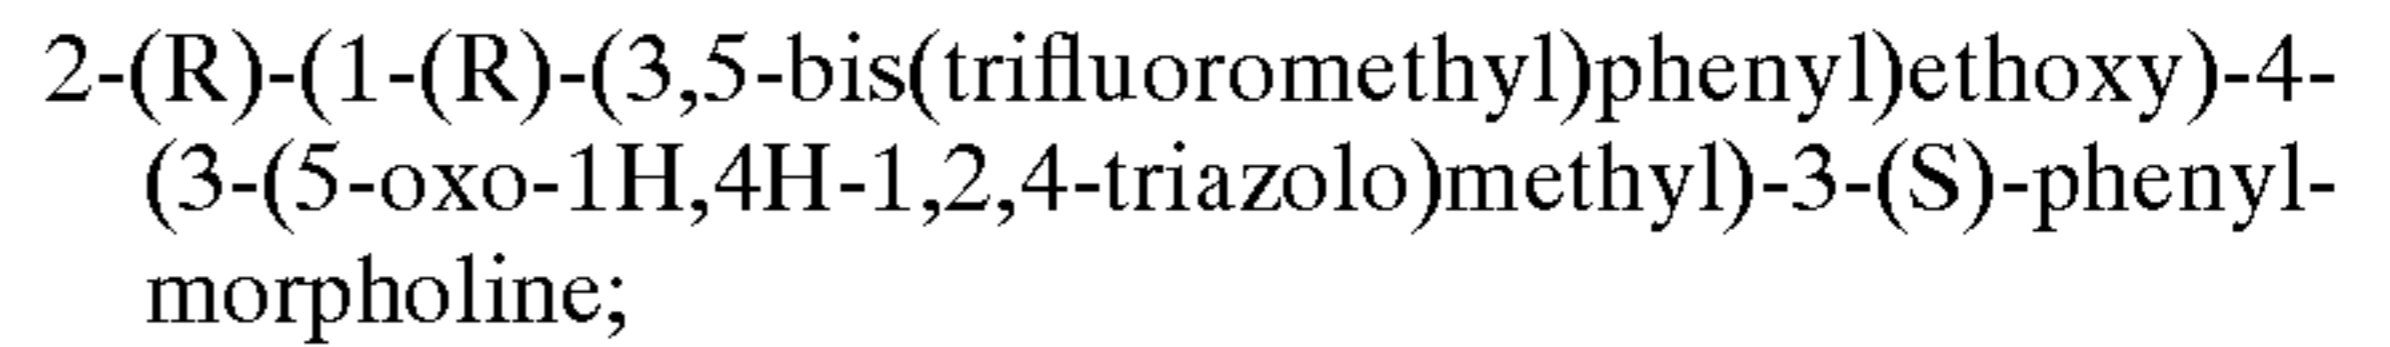 2-(R)-(1-(R)-(3,5-bis(trifluoromethyl)phenyl)ethoxy)-4-
(3-(5-oxo-1H,4H-1,2,4-triazolo)methyl)-3-(S)-phenyl-
morpholine;